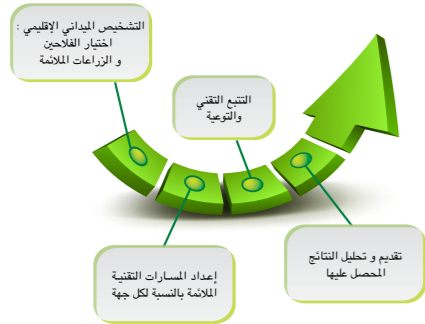 التشخيص الميداني الإقليمي :
اختيار الفلاحين
و الزراعات الملائمة
إعداد المسارات التقنية
الملائمة بالنسبة لكل جهة
التتبع التقني
والتوعية
تقديم و تحليل النتائج
المحصل عليها